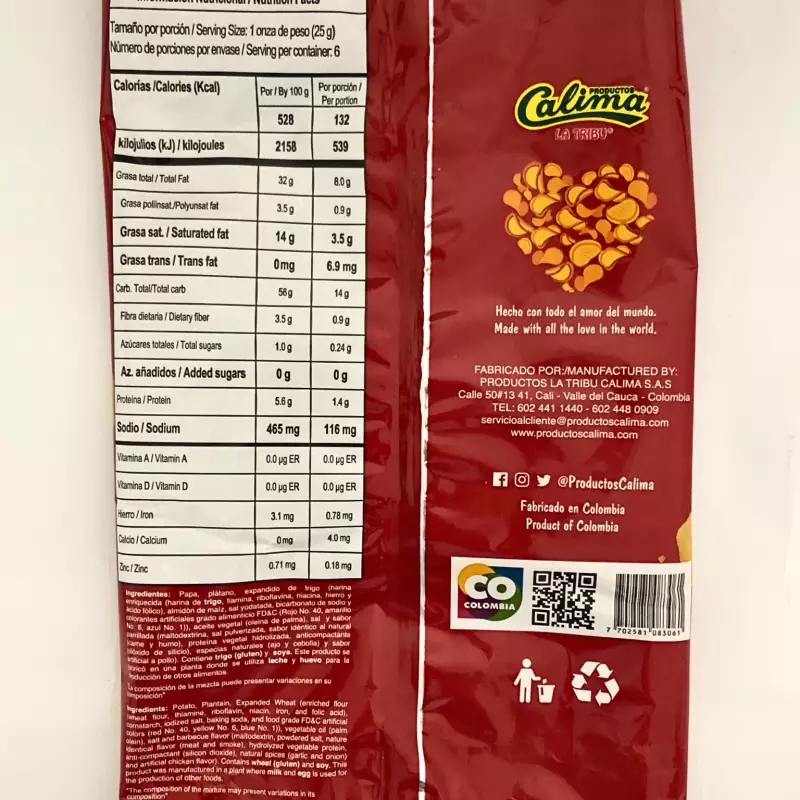 Información Nutricional / Nutrition Facts
Tamaño por porción / Serving Size: 1 onza de peso (25 g)
Número de porciones por envase / Serving per container: 6
Calorías /Calories (Kcal) Por / By 100 g Por porción / Per portion
528 132
kilojulios (kJ) / kilojoules 2158 539
Grasa total / Total Fat 32 g 8.0 g
Grasa poliinsat./Polyunsat fat 3.5 g 0.9 g
Grasa sat. / Saturated fat 14 g 3.5 g
Grasa trans / Trans fat 0 mg 6.9 mg
Carb. Total/Total carb 56 g 14 g
Fibra dietaria / Dietary fiber 3.5 g 0.9 g
Azúcares totales / Total sugars 1.0 g 0.24 g
Az. añadidos / Added sugars 0 g 0 g
Proteína / Protein 5.6 g 1.4 g
Sodio / Sodium 465 mg 116 mg
Vitamina A / Vitamin A 0.0 µg ER 0.0 µg ER
Vitamina D / Vitamin D 0.0 µg ER 0.0 µg ER
Hierro / Iron 3.1 mg 0.78 mg
Calcio / Calcium 0 mg 4.0 mg
Zinc / Zinc 0.71 mg 0.18 mg
Ingredientes: Papa, plátano, expandido de trigo (harina
enriquecida (harina de trigo, tiamina, riboflavina, niacina, hierro y
ácido fólico), almidón de maíz, sal yodatada, bicarbonato de sodio y
colorantes artificiales grado alimenticio FD&C (Rojo No. 40, amarillo
No. 6, azul No. 1)), aceite vegetal (oleína de palma), sal y sabor
parrillada (maltodextrina, sal pulverizada, sabor idéntico al natural
(carne y humo), proteína vegetal hidrolizada, anticompactante
(dióxido de silicio), especias naturales (ajo y cebolla) y sabor
artificial a pollo). Contiene trigo (gluten) y soya. Este producto se
fabricó en una planta donde se utiliza leche y huevo para la
producción de otros alimentos.
"La composición de la mezcla puede presentar variaciones en su
composición"
Ingredients: Potato, Plantain, Expanded Wheat (enriched flour
(wheat flour, thiamine, riboflavin, niacin, iron, and folic acid),
cornstarch, iodized salt, baking soda, and food grade FD&C artificial
colors (red No. 40, yellow No. 6, blue No. 1)), vegetable oil (palm
olein), salt and barbecue flavor (maltodextrin, powdered salt, nature
identical flavor (meat and smoke), hydrolyzed vegetable protein,
anti-compactant (silicon dioxide), natural spices (garlic and onion)
and artificial chicken flavor). Contains wheat (gluten) and soy. This
product was manufactured in a plant where milk and egg is used for
the production of other foods.
"The composition of the mixture may present variations in its
composition"
PRODUCTOS
Calima
LA TRIBU
Hecho con todo el amor del mundo.
Made with all the love in the world.
FABRICADO POR:/MANUFACTURED BY:
PRODUCTOS LA TRIBU CALIMA S.A.S
Calle 50#13 41, Cali - Valle del Cauca - Colombia
TEL: 602 441 1440 - 602 448 0909
servicioalcliente@productoscalima.com
www.productoscalima.com
@ProductosCalima
Fabricado en Colombia
Product of Colombia
CO
COLOMBIA
7 702581 083061